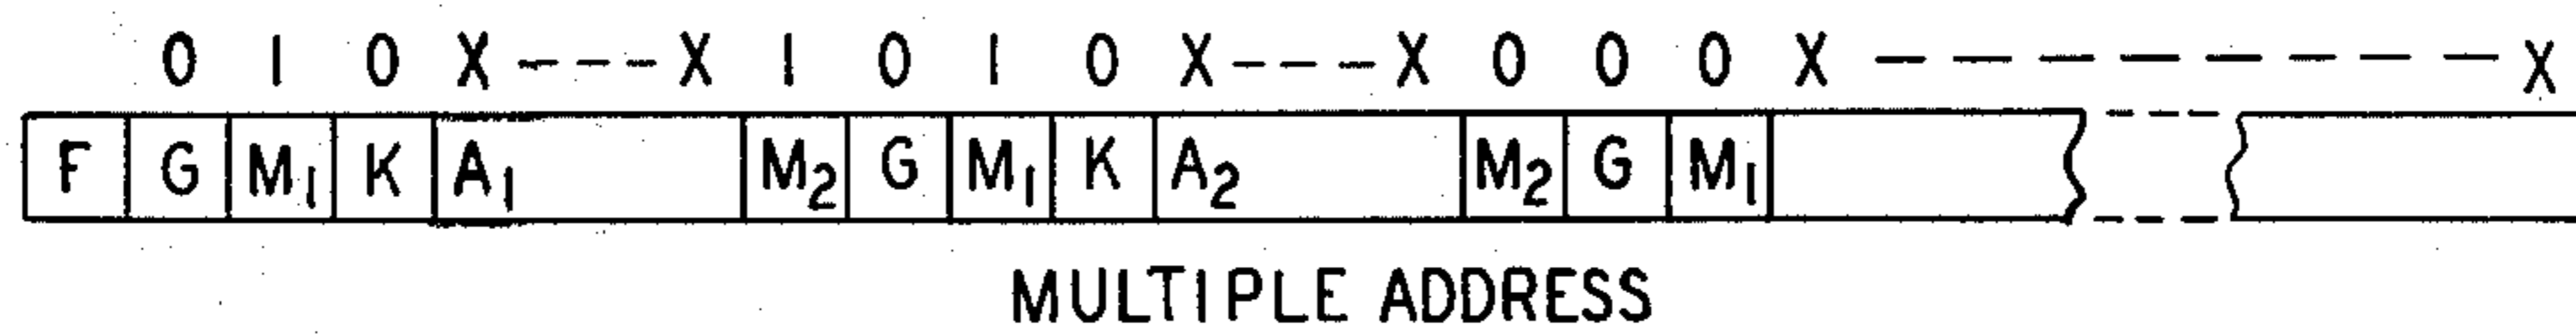 0 1 0 X - - - X 1 0 1 0 X - - - X 0 0 0 X - - - - - - - - X
F G M1 K A1 M2 G M1 K A2 M2 G M1
MULTIPLE ADDRESS